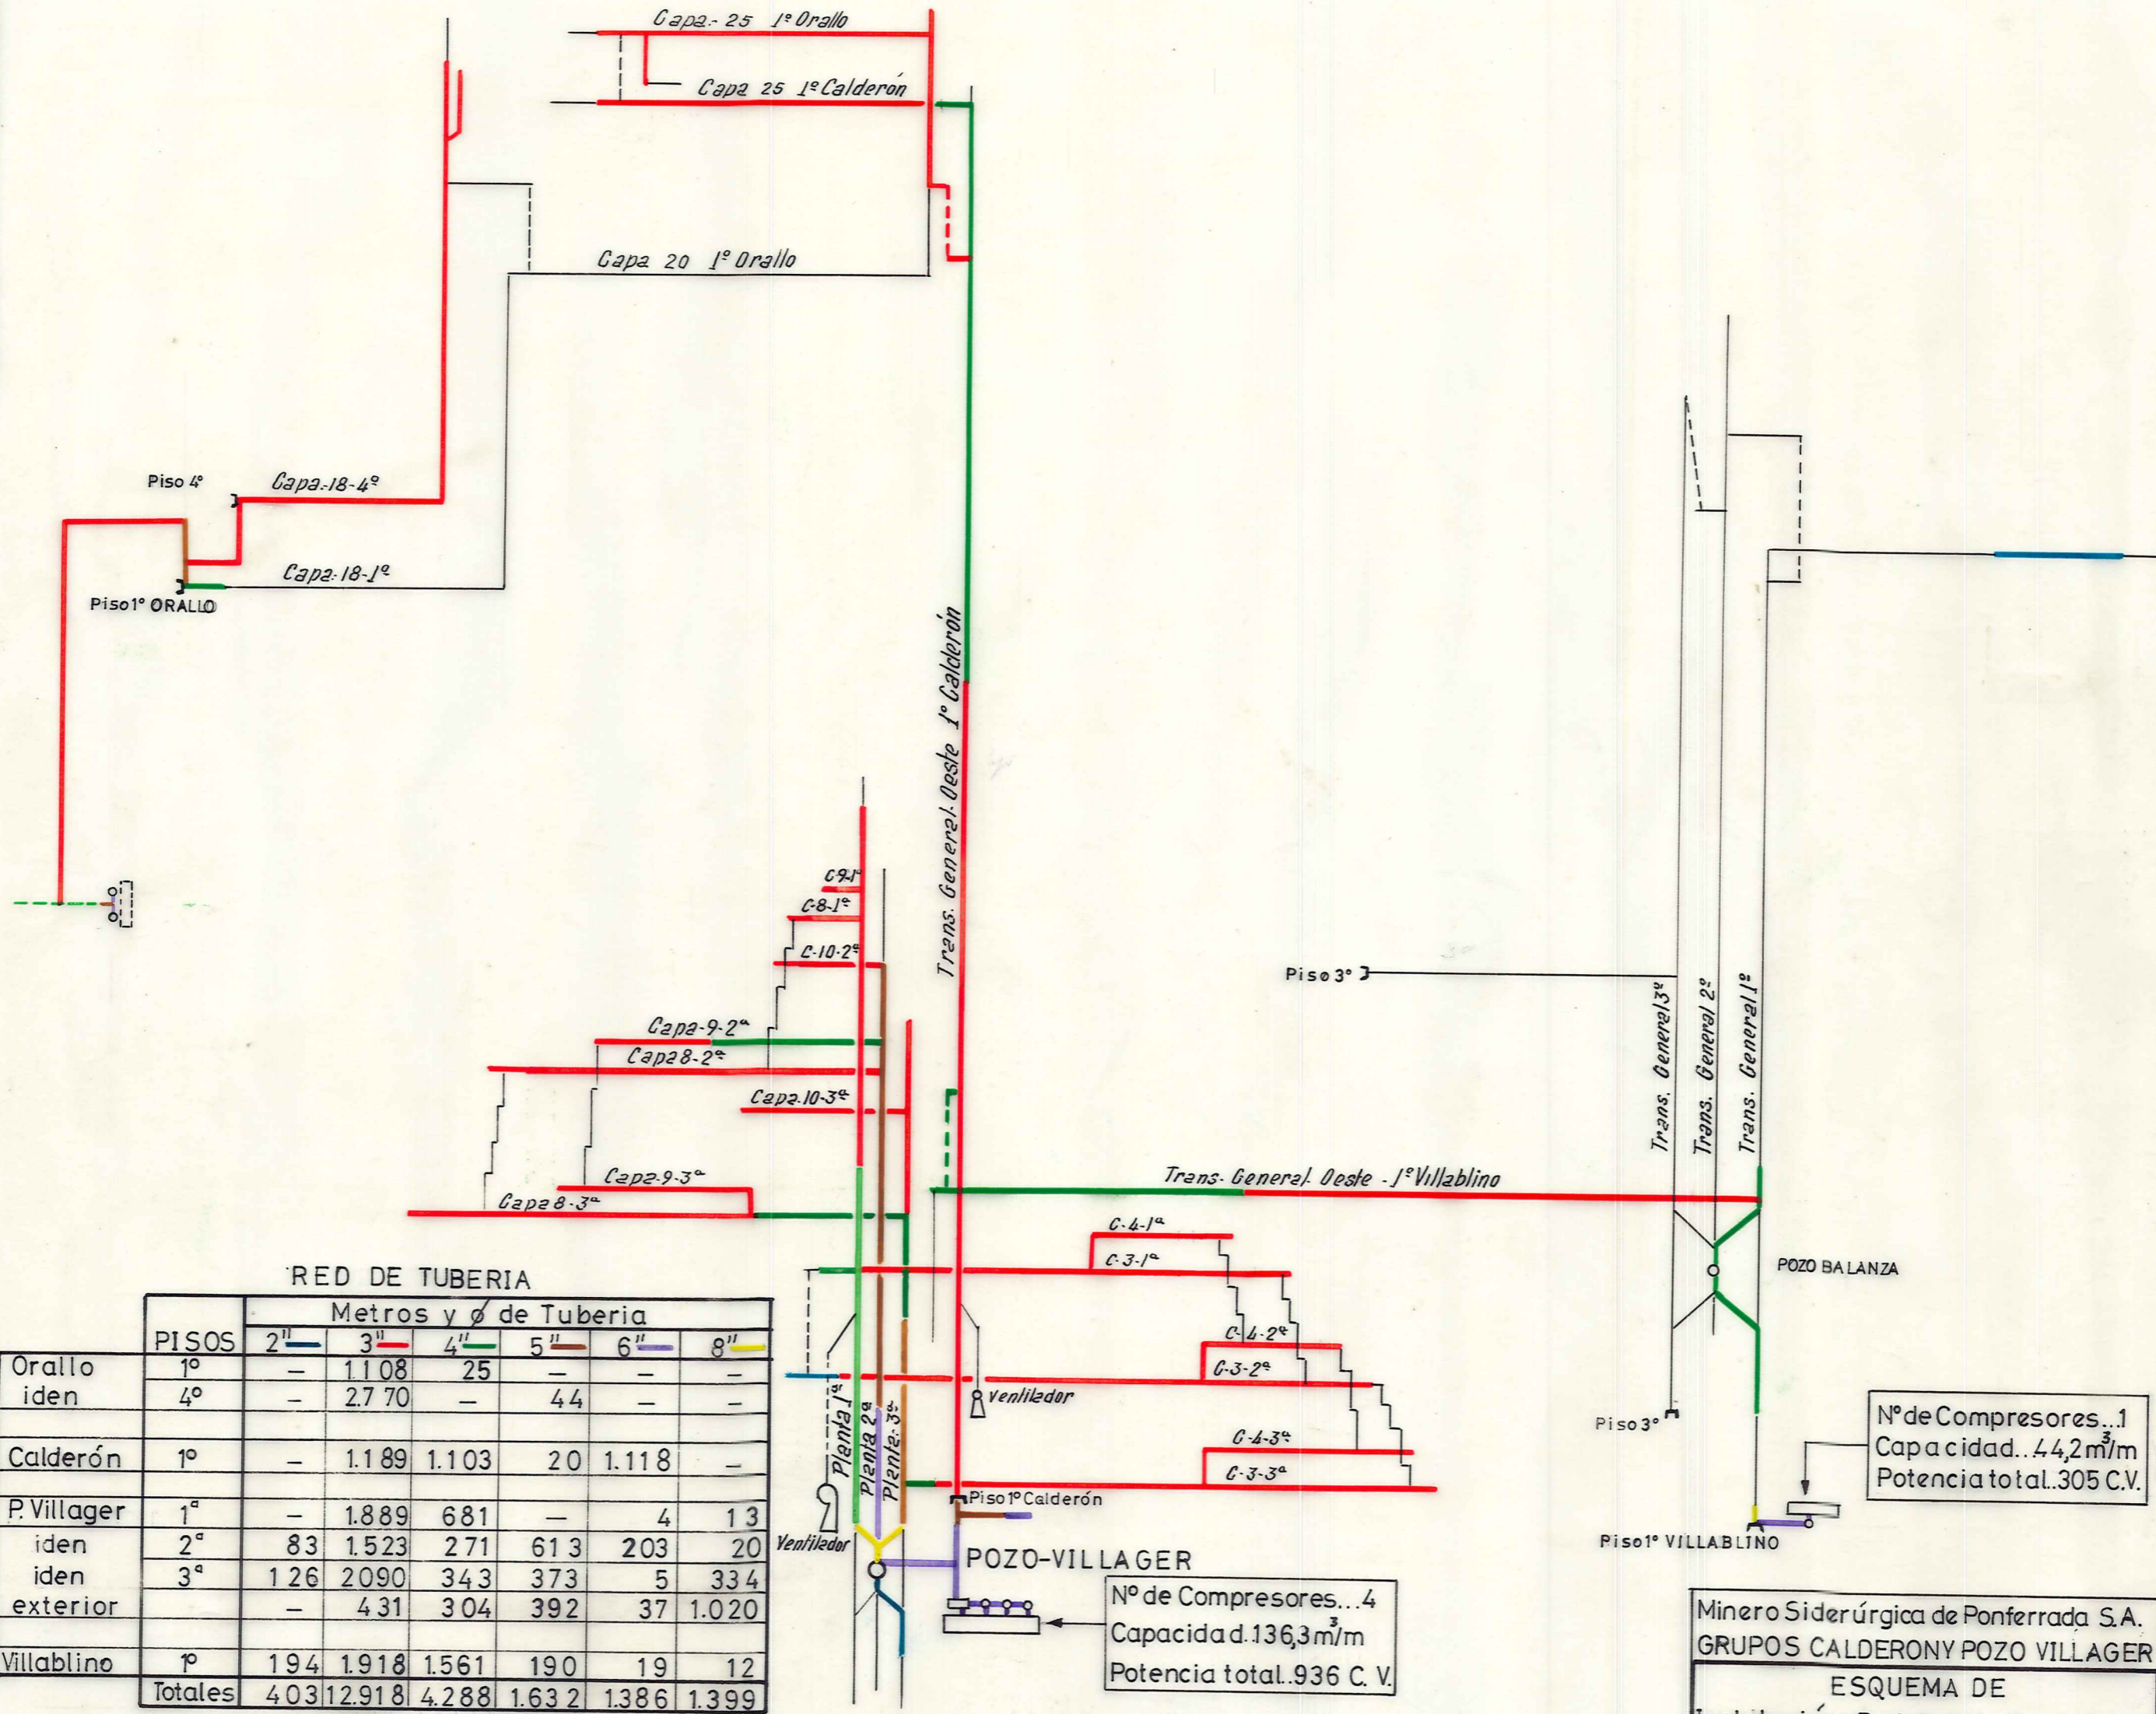 Capa.- 25 1º Orallo
Capa 25 1º Calderón
Capa 20 1º Orallo
Piso 4º
Capa.-18-4º
Capa.-18-1º
Piso 1º ORALLO
Trans. General. Oeste 1º Calderón
C-9-1ª
C-8-1ª
C-10-2ª
Capa-9-2ª
Capa 8-2ª
Capa.10-3ª
Capa-9-3ª
Capa 8-3ª
Piso 3º
Trans. General 3º
Trans. General 2º
Trans. General 1º
Trans. General. Oeste - 1º Villablino
C-4-1ª
C-3-1ª
C-4-2ª
C-3-2ª
C-4-3ª
C-3-3ª
POZO BALANZA
Ventilador
Planta 1ª
Planta 2ª
Planta.-3ª
Ventilador
Piso 1º Calderón
POZO-VILLAGER
Nº de Compresores...4
Capacidad.136,3 m³/m
Potencia total..936 C. V.
Piso 3º
Nº de Compresores...1
Capacidad..44,2 m³/m
Potencia total..305 C.V.
Piso 1º VILLABLINO
RED DE TUBERIA
Metros y ø de Tuberia
PISOS 2" 3" 4" 5" 6" 8"
Orallo 1º — 1.108 25 — — —
iden 4º — 2.770 — 44 — —
Calderón 1º — 1.189 1.103 20 1.118 —
P. Villager 1ª — 1.889 681 — 4 13
iden 2ª 83 1.523 271 613 203 20
iden 3ª 126 2090 343 373 5 334
exterior — 431 304 392 37 1.020
Villablino 1º 194 1.918 1.561 190 19 12
Totales 403 12.918 4.288 1.632 1.386 1.399
Minero Siderúrgica de Ponferrada S.A.
GRUPOS CALDERON Y POZO VILLAGER
ESQUEMA DE